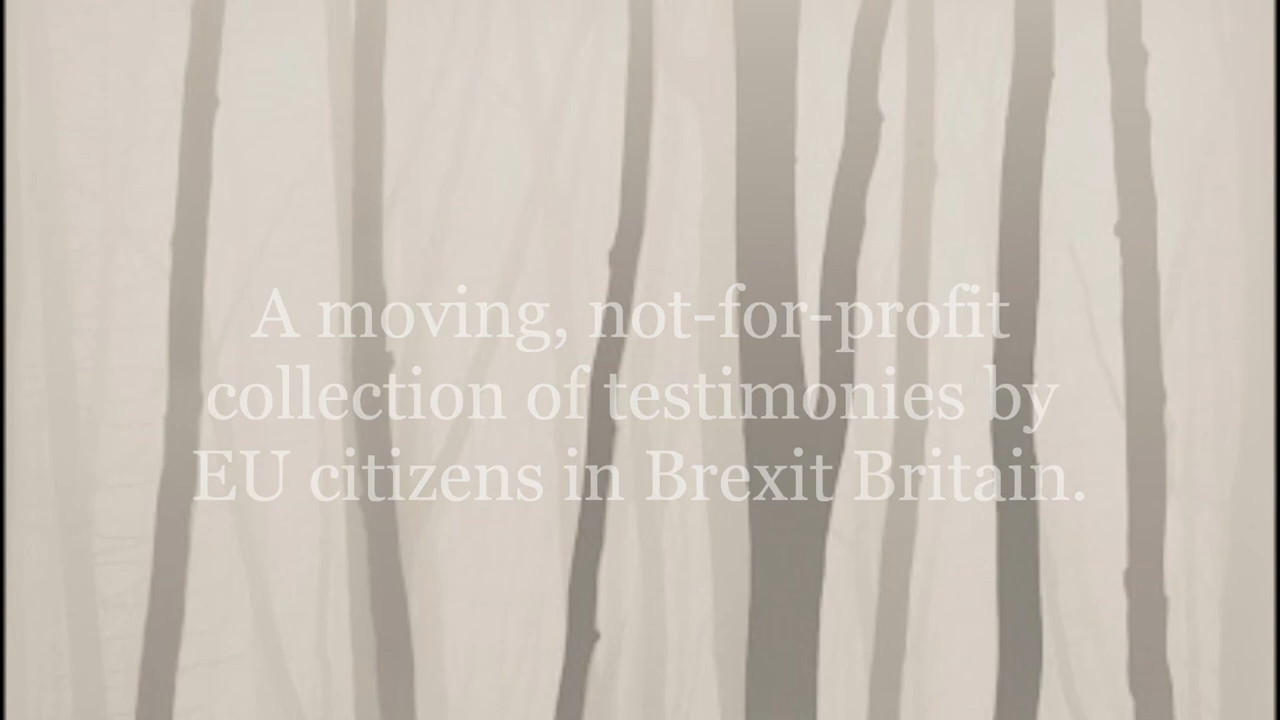 A moving, not-for-profit
collection of testimonies by
EU citizens in Brexit Britain.